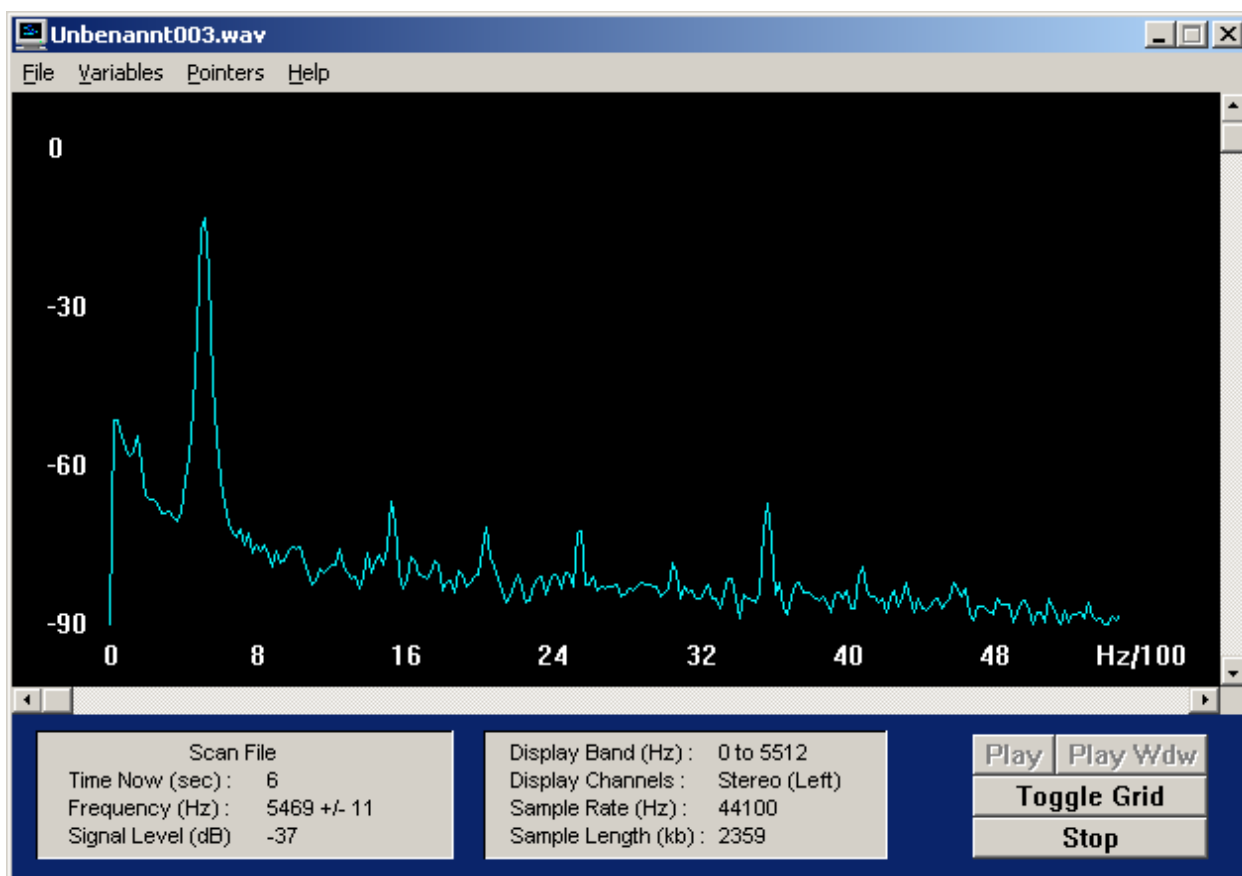 Unbenannt003.wav
File Variables Pointers Help
0
-30
-60
-90
0 8 16 24 32 40 48 Hz/100
Scan File
Time Now (sec) : 6
Frequency (Hz) : 5469 +/- 11
Signal Level (dB) -37
Display Band (Hz) : 0 to 5512
Display Channels : Stereo (Left)
Sample Rate (Hz) : 44100
Sample Length (kb) : 2359
Play Play Wdw
Toggle Grid
Stop